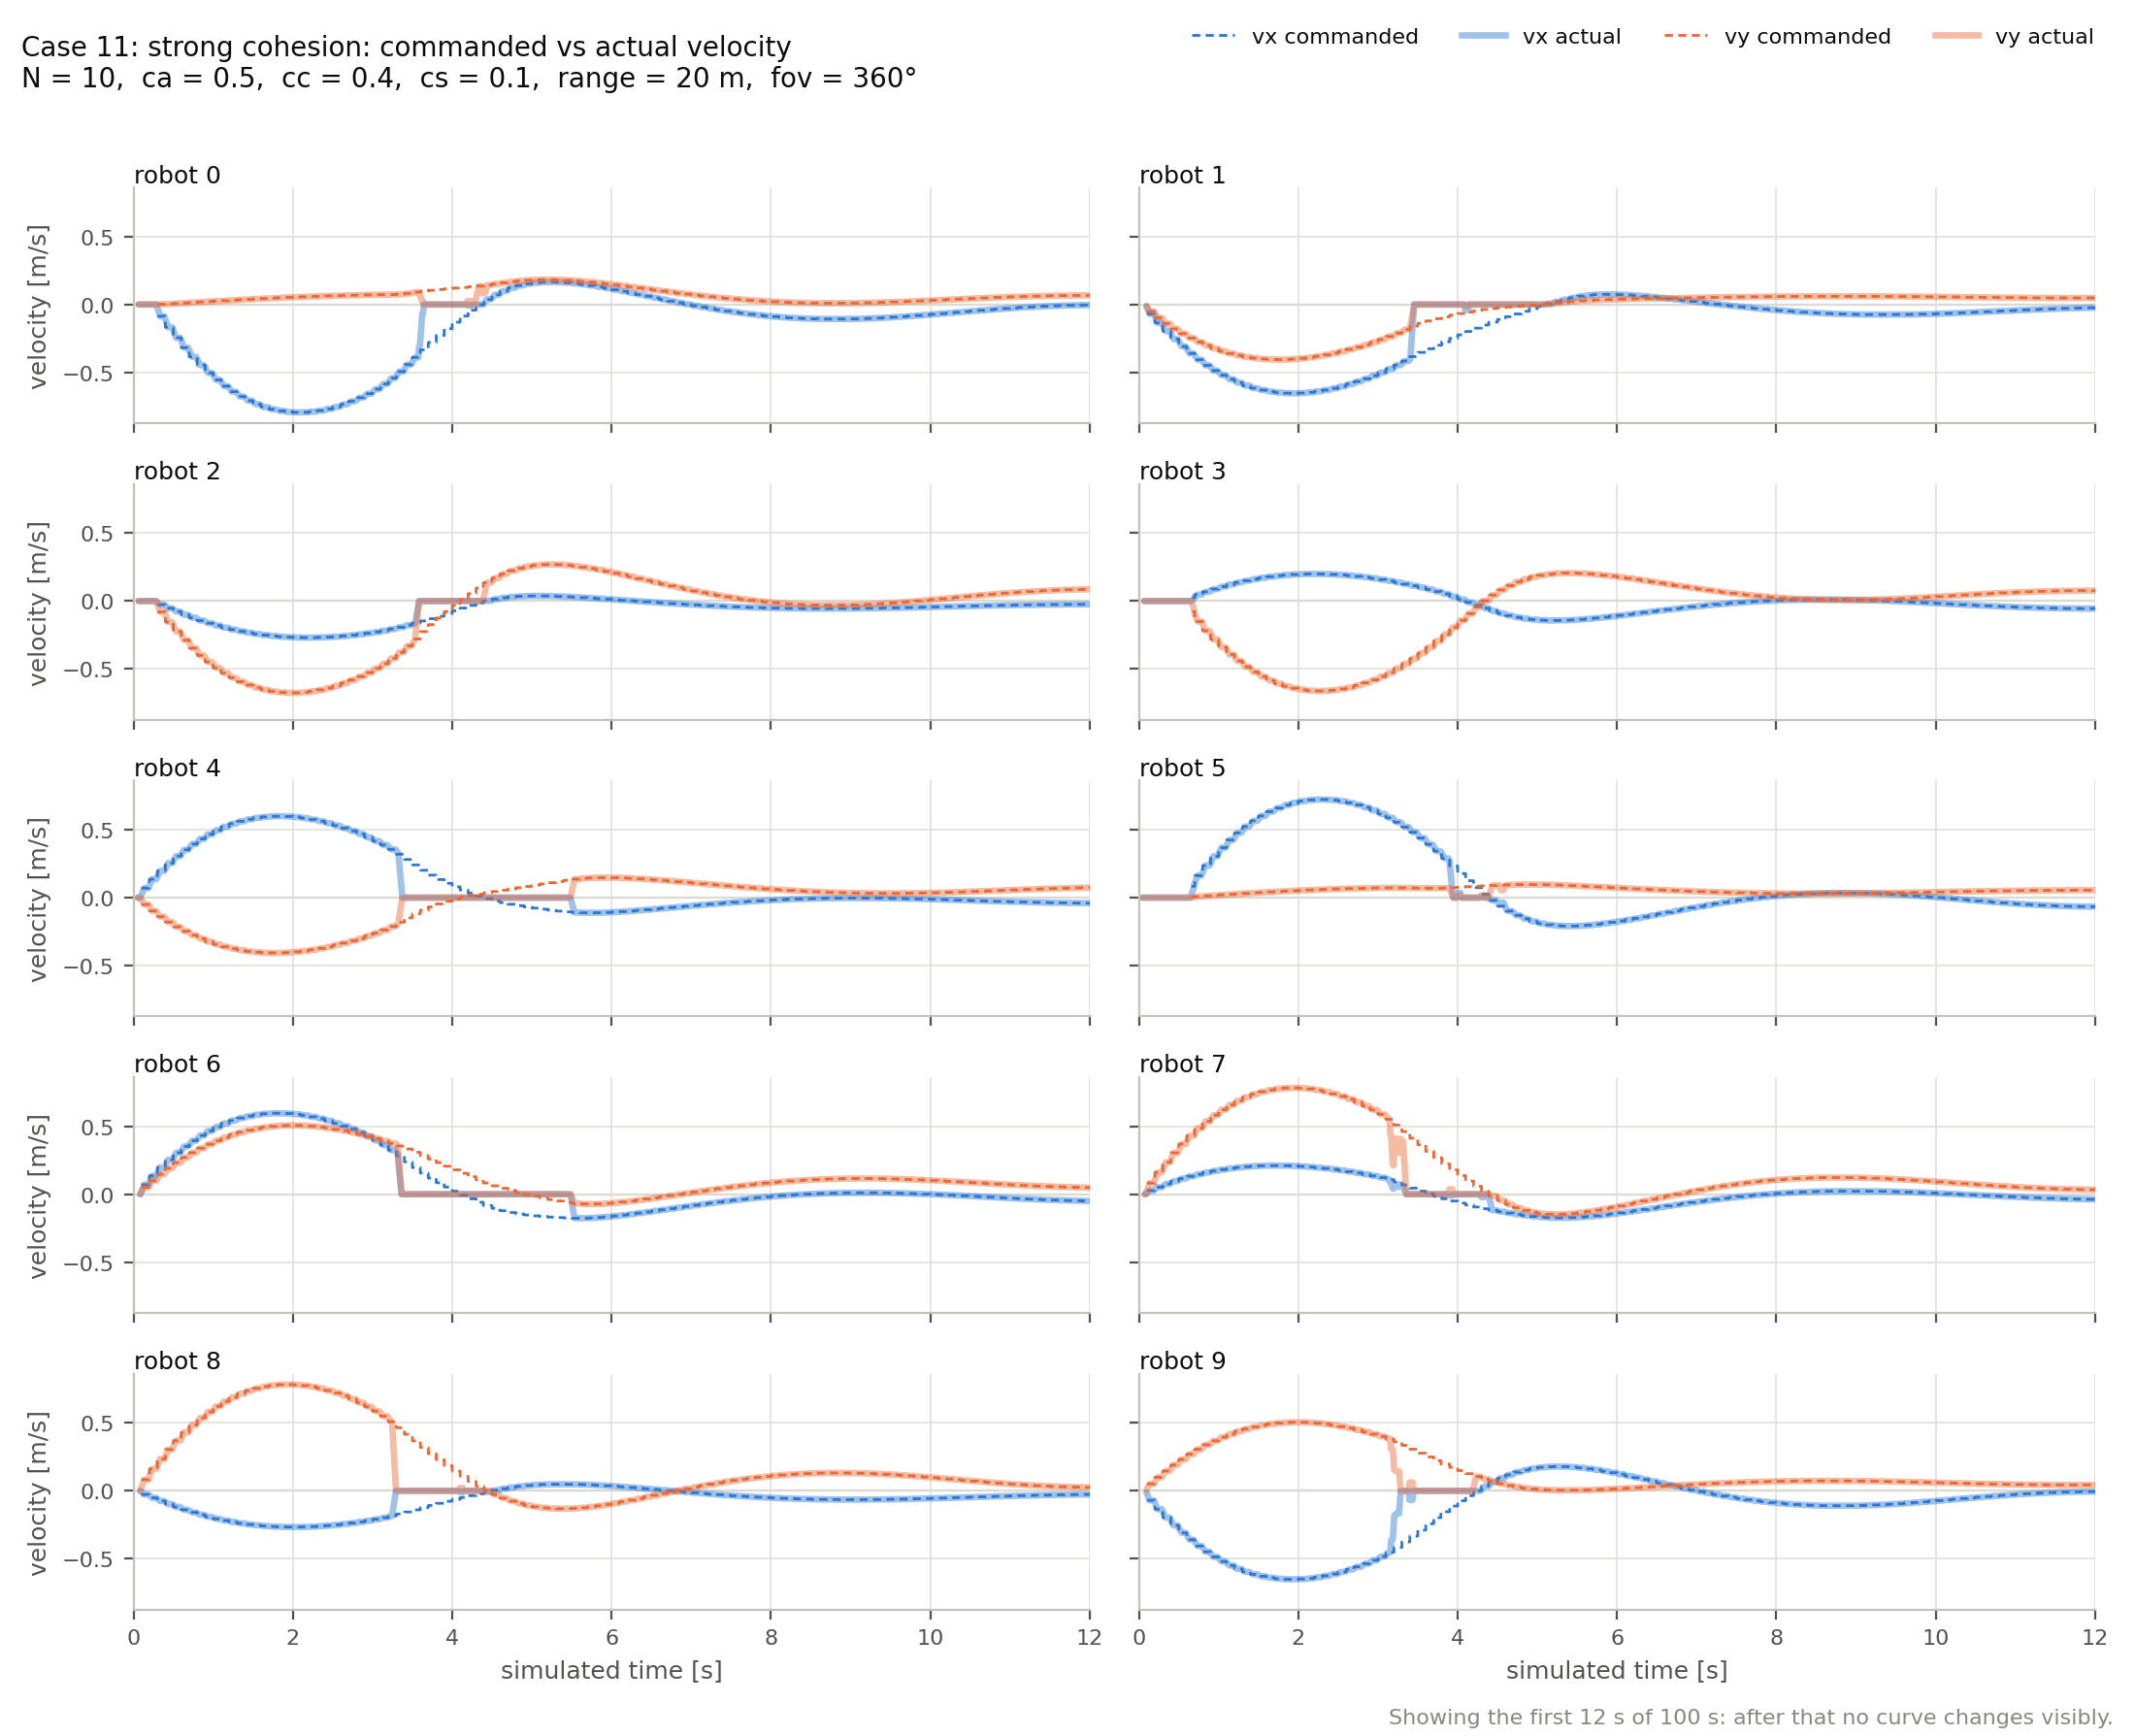 Case 11: strong cohesion: commanded vs actual velocity
N = 10,  ca = 0.5,  cc = 0.4,  cs = 0.1,  range = 20 m,  fov = 360°
vx commanded
vx actual
vy commanded
vy actual
robot 0
robot 1
0.5
0.0
−0.5
velocity [m/s]
robot 2
robot 3
0.5
0.0
−0.5
velocity [m/s]
robot 4
robot 5
0.5
0.0
−0.5
velocity [m/s]
robot 6
robot 7
0.5
0.0
−0.5
velocity [m/s]
robot 8
robot 9
0.5
0.0
−0.5
velocity [m/s]
0 2 4 6 8 10 12
0 2 4 6 8 10 12
simulated time [s]
simulated time [s]
Showing the first 12 s of 100 s: after that no curve changes visibly.